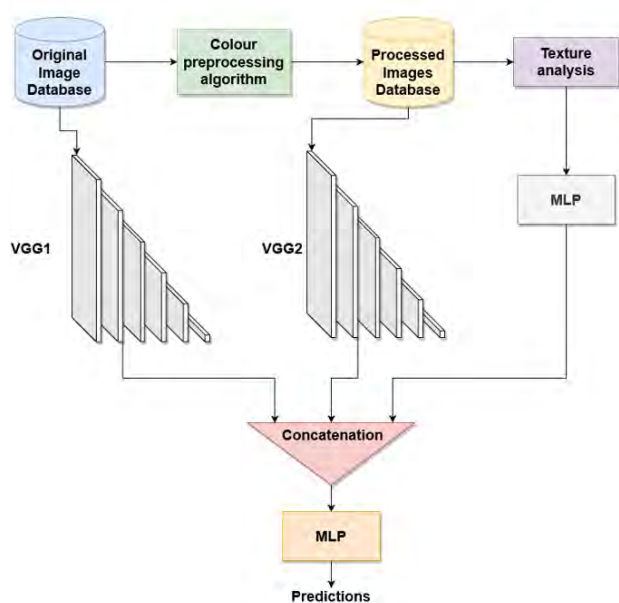 Original
Image
Database
Colour
preprocessing
algorithm
Processed
Images
Database
Texture
analysis
VGG1
VGG2
MLP
Concatenation
MLP
Predictions